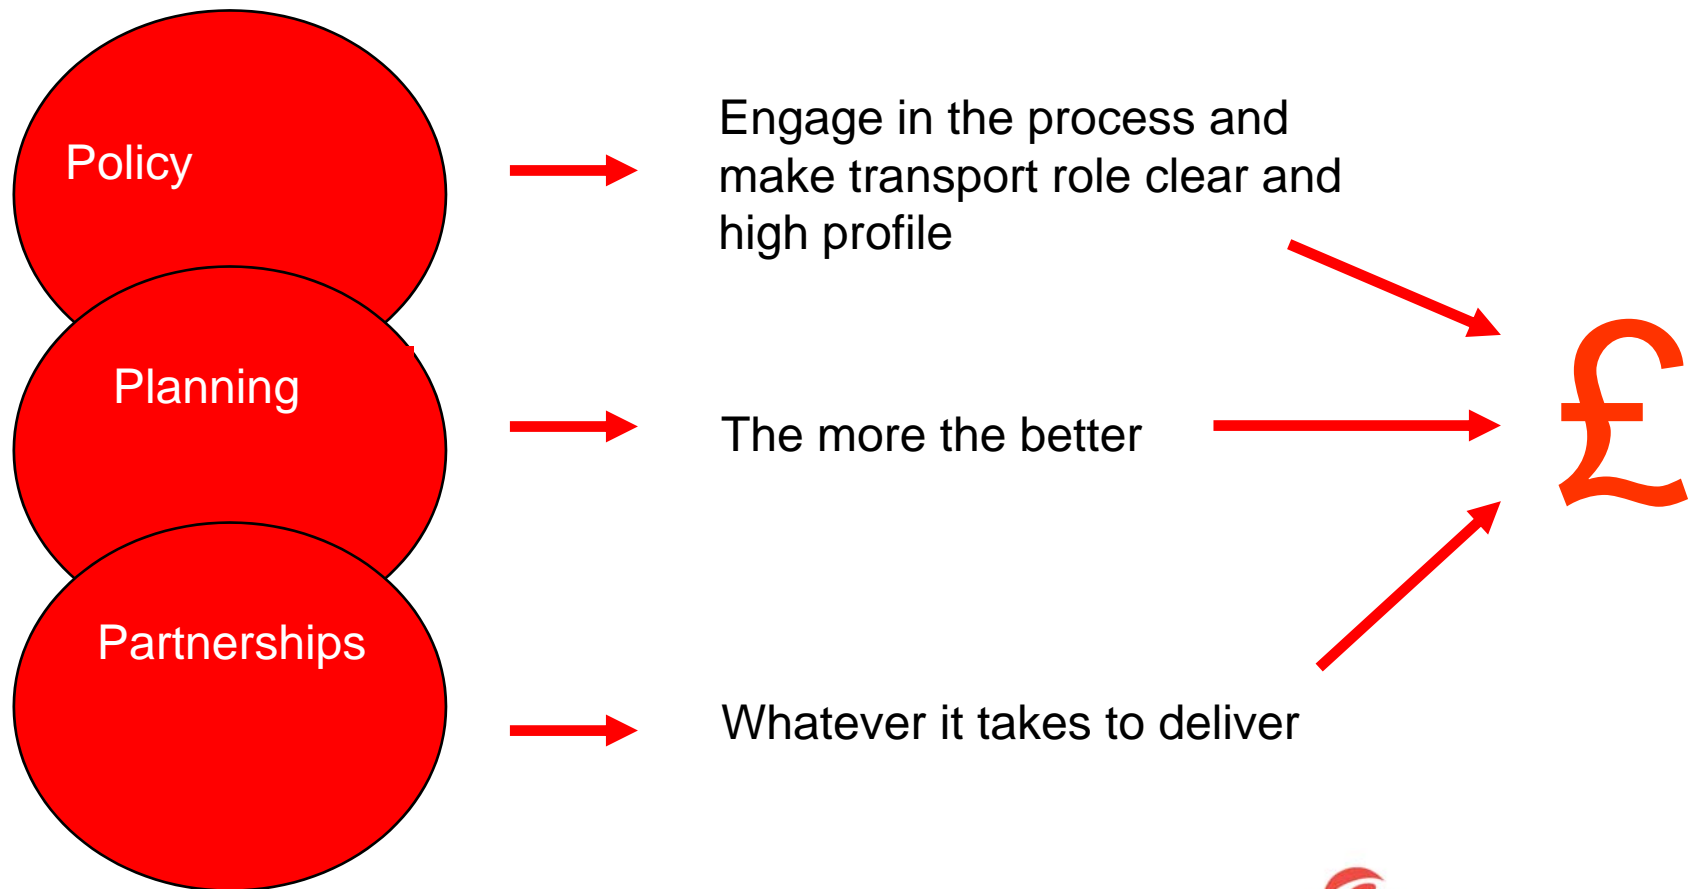 Policy
Engage in the process and
make transport role clear and
high profile
Planning
The more the better
£
Partnerships
Whatever it takes to deliver